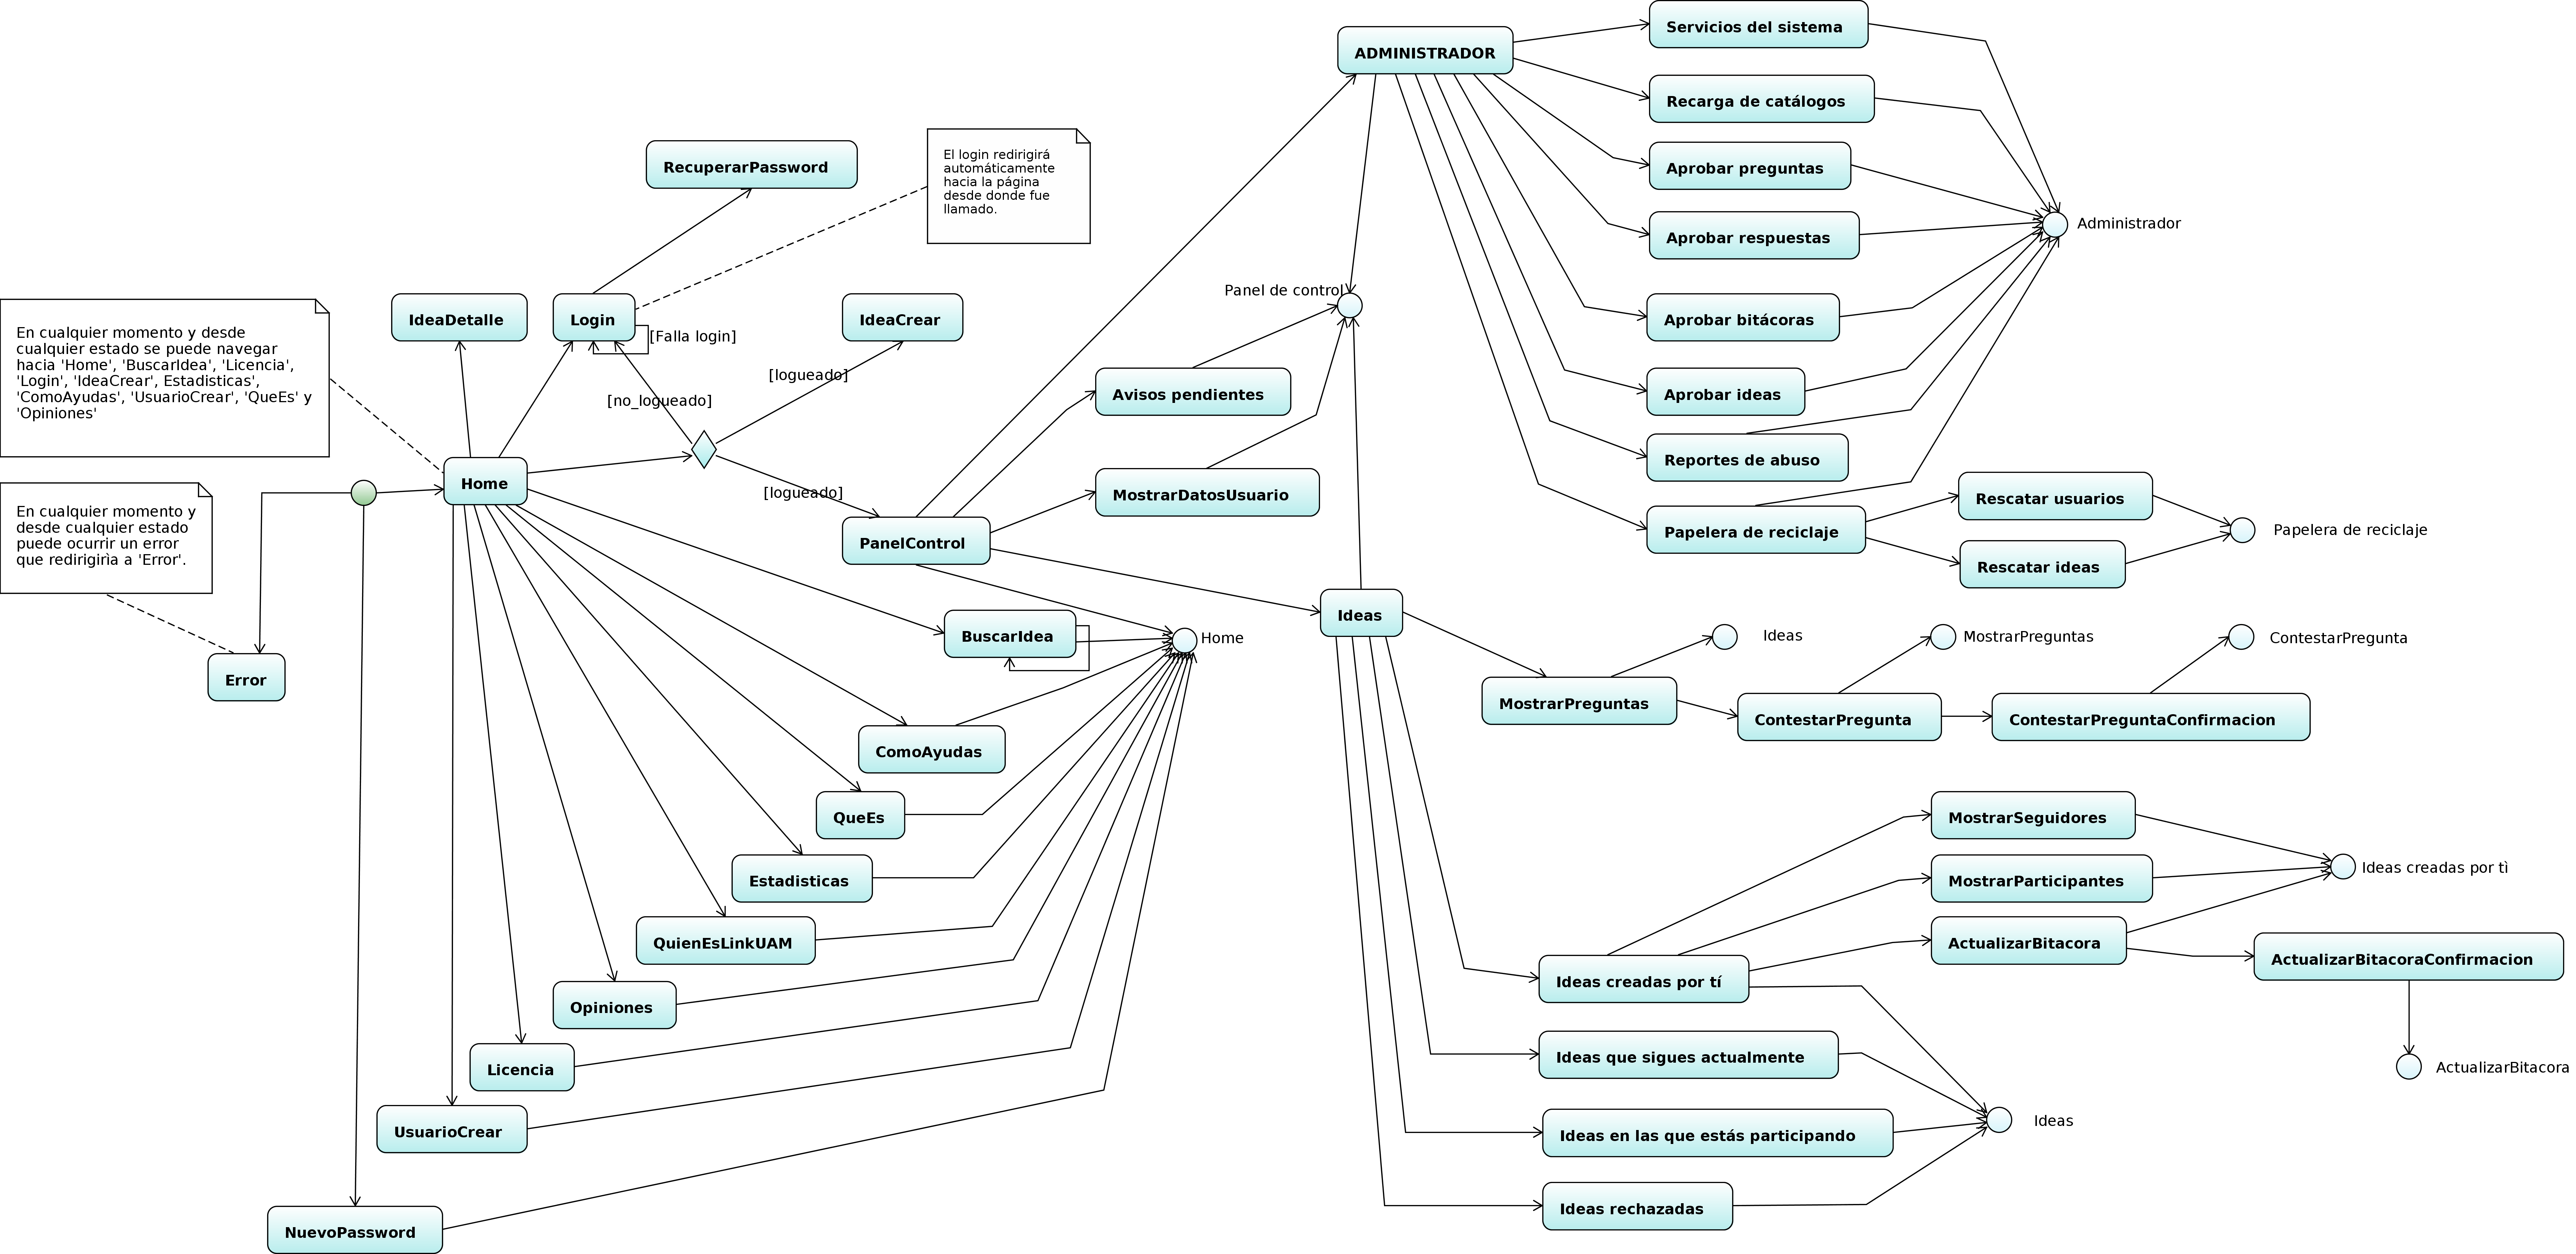 Servicios del sistema
ADMINISTRADOR
Recarga de catálogos
Aprobar preguntas
Aprobar respuestas
Administrador
Aprobar bitácoras
Aprobar ideas
Reportes de abuso
Papelera de reciclaje
Rescatar usuarios
Rescatar ideas
Papelera de reciclaje
RecuperarPassword
El login redirigirá
automáticamente
hacia la página
desde donde fue
llamado.
Panel de control
IdeaDetalle
Login
[Falla login]
IdeaCrear
[logueado]
[no_logueado]
En cualquier momento y desde
cualquier estado se puede navegar
hacia 'Home', 'BuscarIdea', 'Licencia',
'Login', 'IdeaCrear', Estadisticas',
'ComoAyudas', 'UsuarioCrear', 'QueEs' y
'Opiniones'
Avisos pendientes
MostrarDatosUsuario
Home
[logueado]
PanelControl
En cualquier momento y
desde cualquier estado
puede ocurrir un error
que redirigirìa a 'Error'.
Error
BuscarIdea
Home
Ideas
MostrarPreguntas
Ideas
ContestarPregunta
MostrarPreguntas
ContestarPreguntaConfirmacion
ContestarPregunta
ComoAyudas
QueEs
Estadisticas
QuienEsLinkUAM
Opiniones
Licencia
UsuarioCrear
NuevoPassword
MostrarSeguidores
MostrarParticipantes
Ideas creadas por tì
ActualizarBitacora
ActualizarBitacoraConfirmacion
Ideas creadas por tí
Ideas que sigues actualmente
ActualizarBitacora
Ideas en las que estás participando
Ideas
Ideas rechazadas